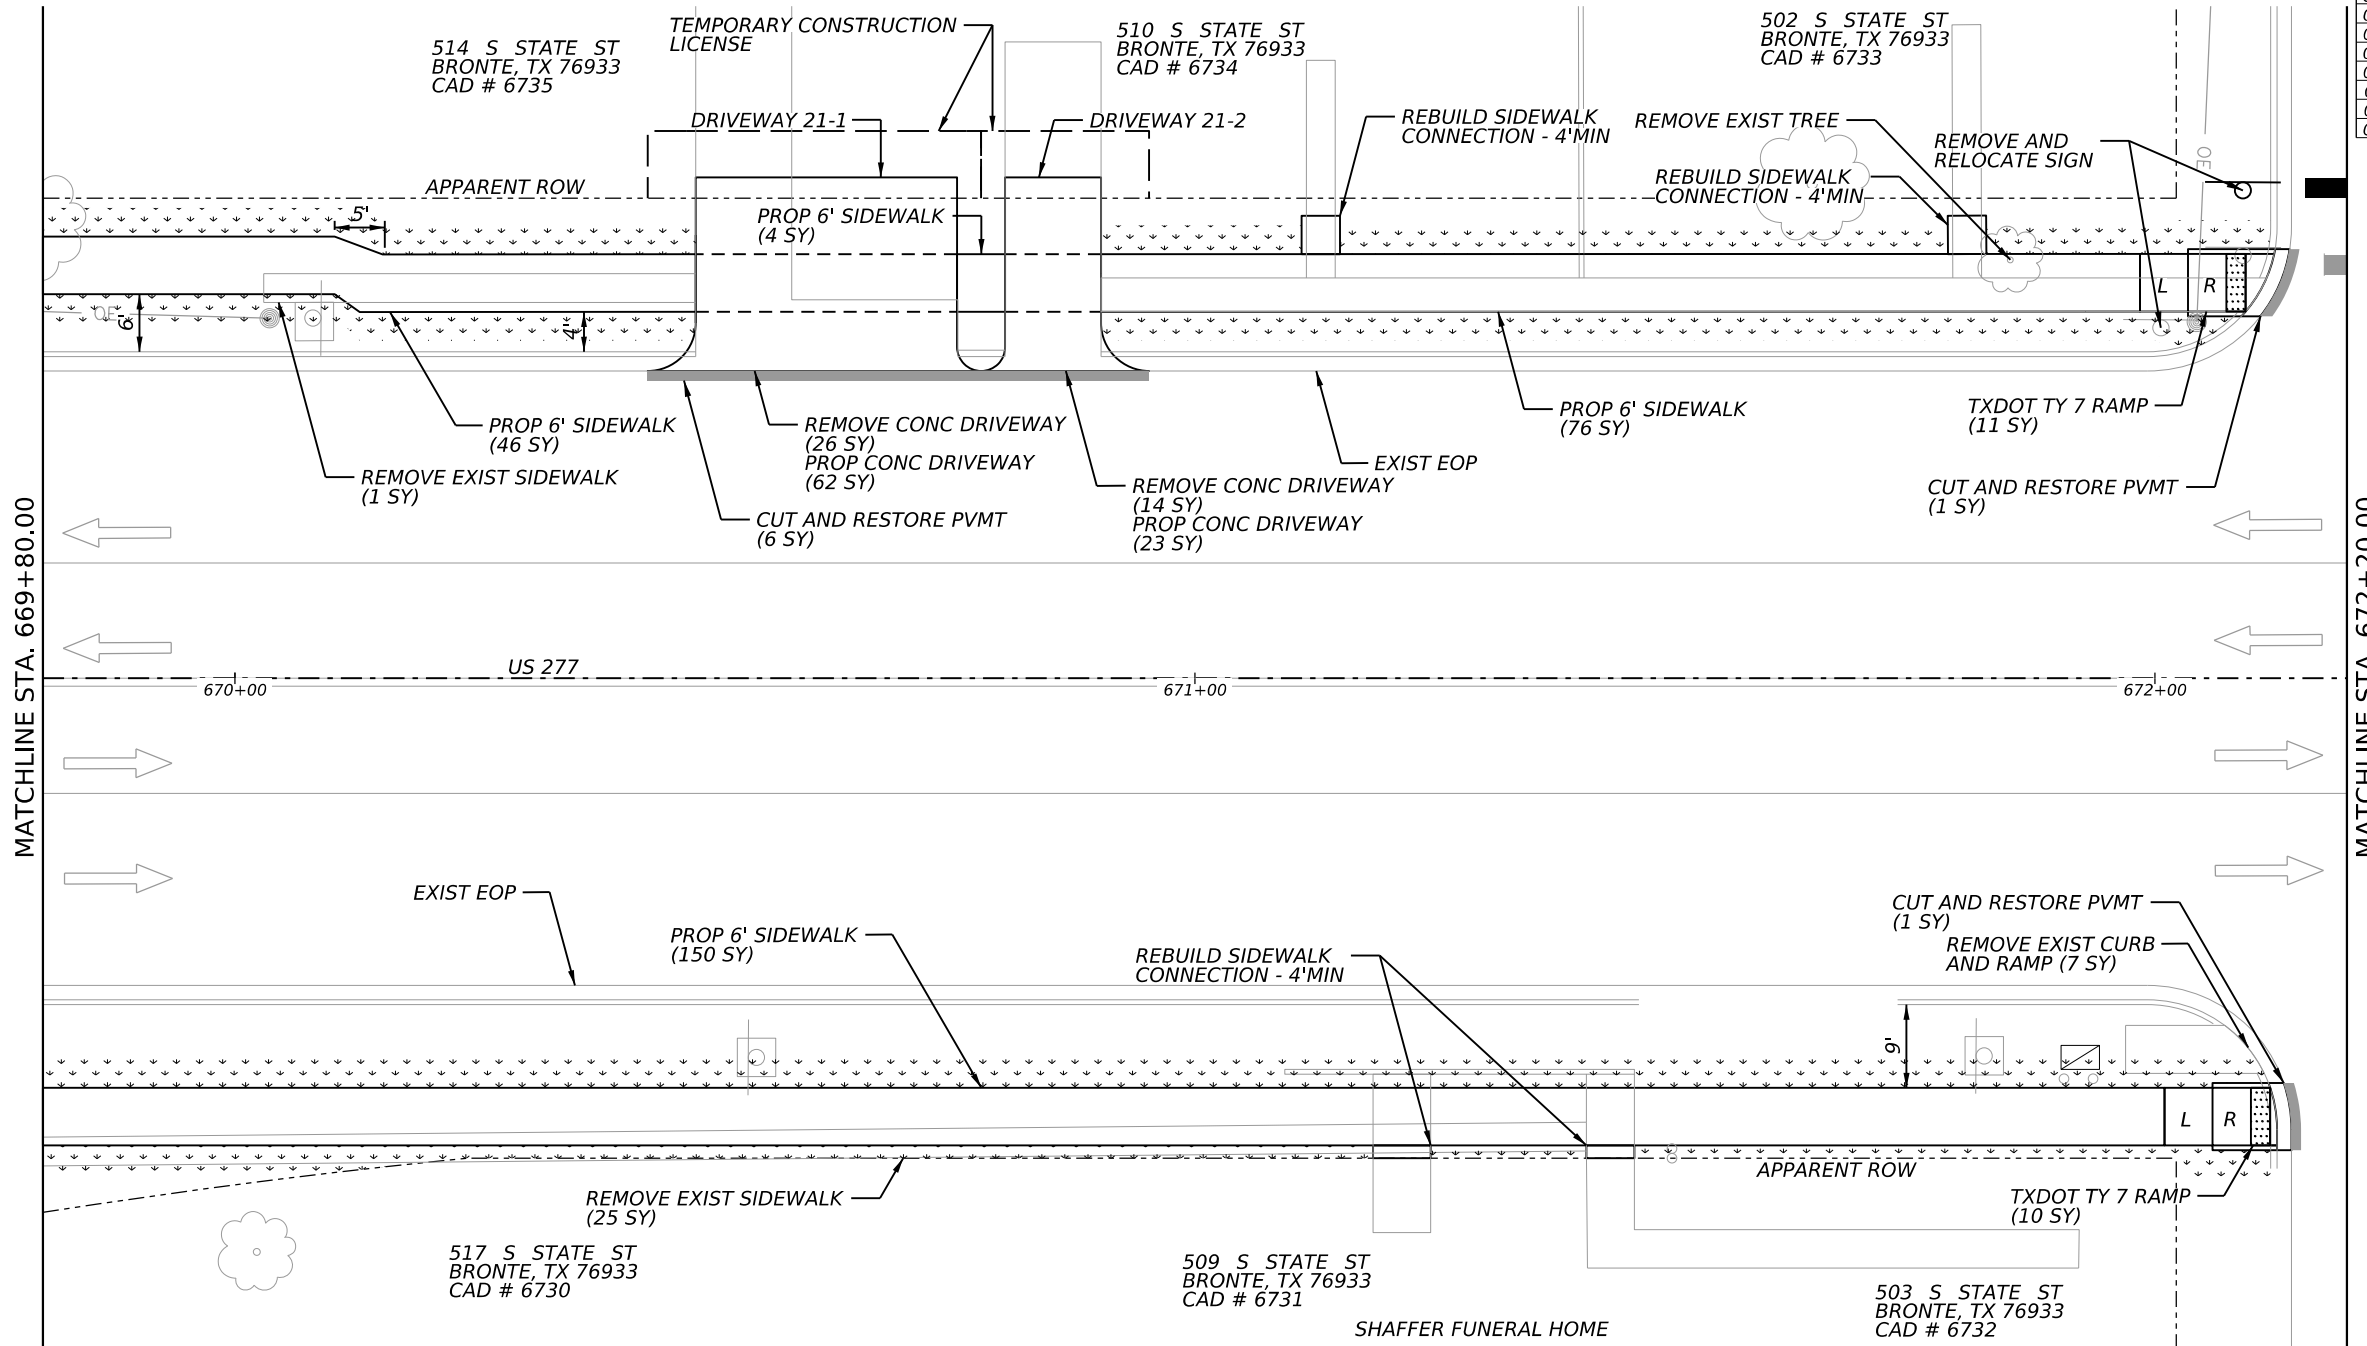 TEMPORARY CONSTRUCTION
LICENSE
514 S STATE ST
BRONTE, TX 76933
CAD # 6735
510 S STATE ST
BRONTE, TX 76933
CAD # 6734
502 S STATE ST
BRONTE, TX 76933
CAD # 6733
DRIVEWAY 21-1
DRIVEWAY 21-2
REBUILD SIDEWALK
CONNECTION - 4'MIN
REMOVE EXIST TREE
REMOVE AND
RELOCATE SIGN
REBUILD SIDEWALK
CONNECTION - 4'MIN
OE
APPARENT ROW
5'
PROP 6' SIDEWALK
(4 SY)
L
R
OE
6'
4'
PROP 6' SIDEWALK
(46 SY)
REMOVE EXIST SIDEWALK
(1 SY)
REMOVE CONC DRIVEWAY
(26 SY)
PROP CONC DRIVEWAY
(62 SY)
CUT AND RESTORE PVMT
(6 SY)
REMOVE CONC DRIVEWAY
(14 SY)
PROP CONC DRIVEWAY
(23 SY)
EXIST EOP
PROP 6' SIDEWALK
(76 SY)
TXDOT TY 7 RAMP
(11 SY)
CUT AND RESTORE PVMT
(1 SY)
MATCHLINE STA. 669+80.00
US 277
670+00
671+00
672+00
EXIST EOP
PROP 6' SIDEWALK
(150 SY)
REBUILD SIDEWALK
CONNECTION - 4'MIN
CUT AND RESTORE PVMT
(1 SY)
REMOVE EXIST CURB
AND RAMP (7 SY)
9'
L
R
APPARENT ROW
REMOVE EXIST SIDEWALK
(25 SY)
TXDOT TY 7 RAMP
(10 SY)
517 S STATE ST
BRONTE, TX 76933
CAD # 6730
509 S STATE ST
BRONTE, TX 76933
CAD # 6731
SHAFFER FUNERAL HOME
503 S STATE ST
BRONTE, TX 76933
CAD # 6732